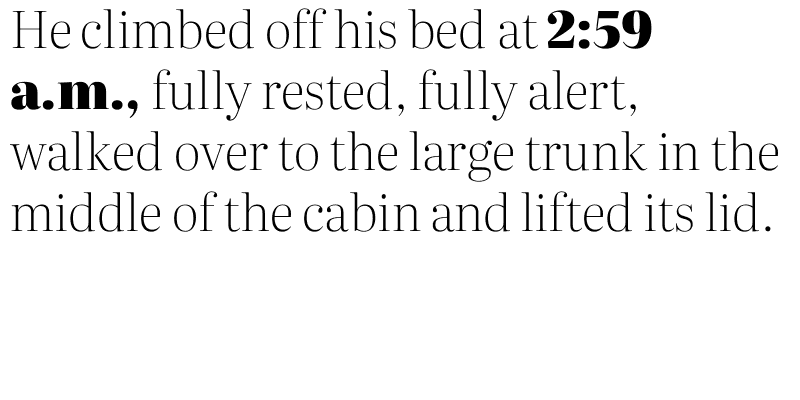 He climbed off his bed at 2:59
a.m., fully rested, fully alert,
walked over to the large trunk in the
middle of the cabin and lifted its lid.